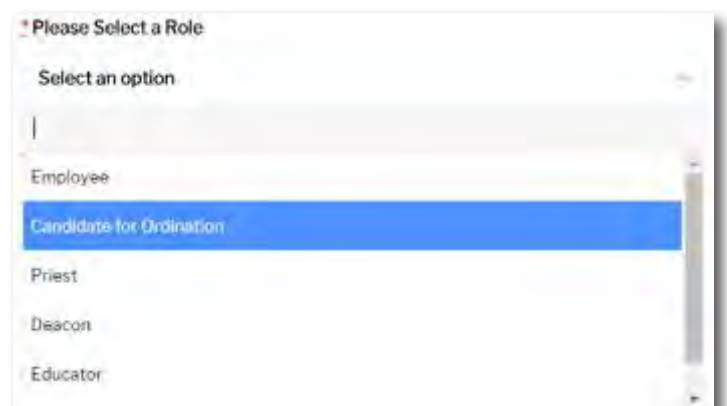 * Please Select a Role
Select an option
Employee
Candidate for Ordination
Priest
Deacon
Educator